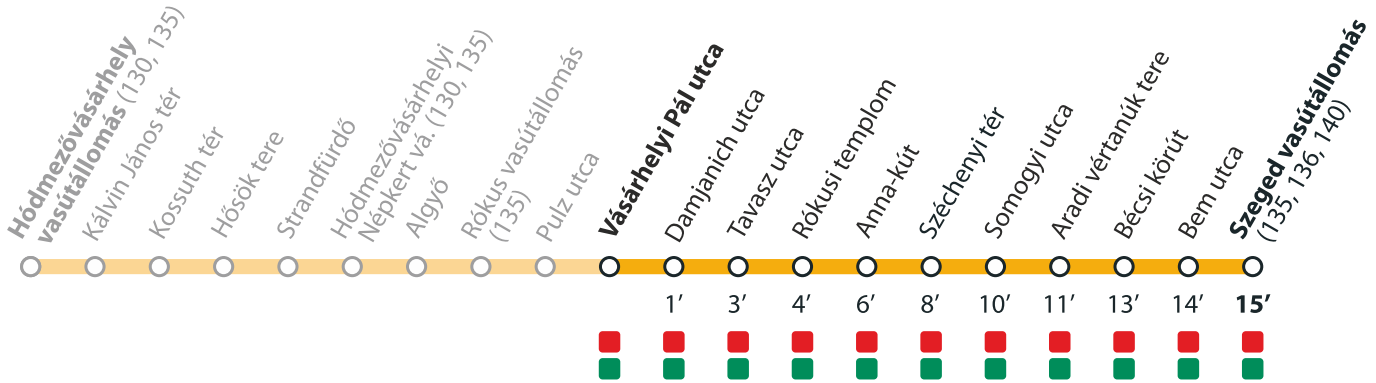 Hódmezővásárhely
vasútállomás (130, 135)
Kálvin János tér
Kossuth tér
Hősök tere
Strandfürdő
Hódmezővásárhelyi
Népkert vá. (130, 135)
Algyő
Rókus vasútállomás
(135)
Pulz utca
Vásárhelyi Pál utca
Damjanich utca
Tavasz utca
Rókusi templom
Anna-kút
Széchenyi tér
Somogyi utca
Aradi vértanúk tere
Bécsi körút
Bem utca
Szeged vasútállomás
(135, 136, 140)
1’ 3’ 4’ 6’ 8’ 10’ 11’ 13’ 14’ 15’